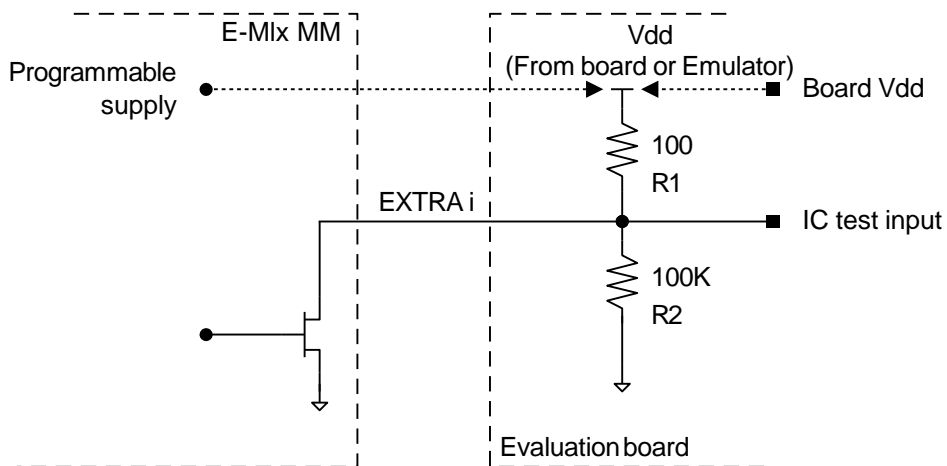 E-Mlx MM
Vdd
(From board or Emulator)
Programmable
supply
Board Vdd
100
R1
EXTRA i
IC test input
100K
R2
Evaluation board